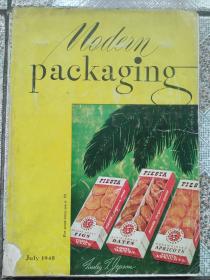 Modern
packaging
FIESTA
FIESTA
FIESTA
FIGS
DATES
APRICOTS
July 1948